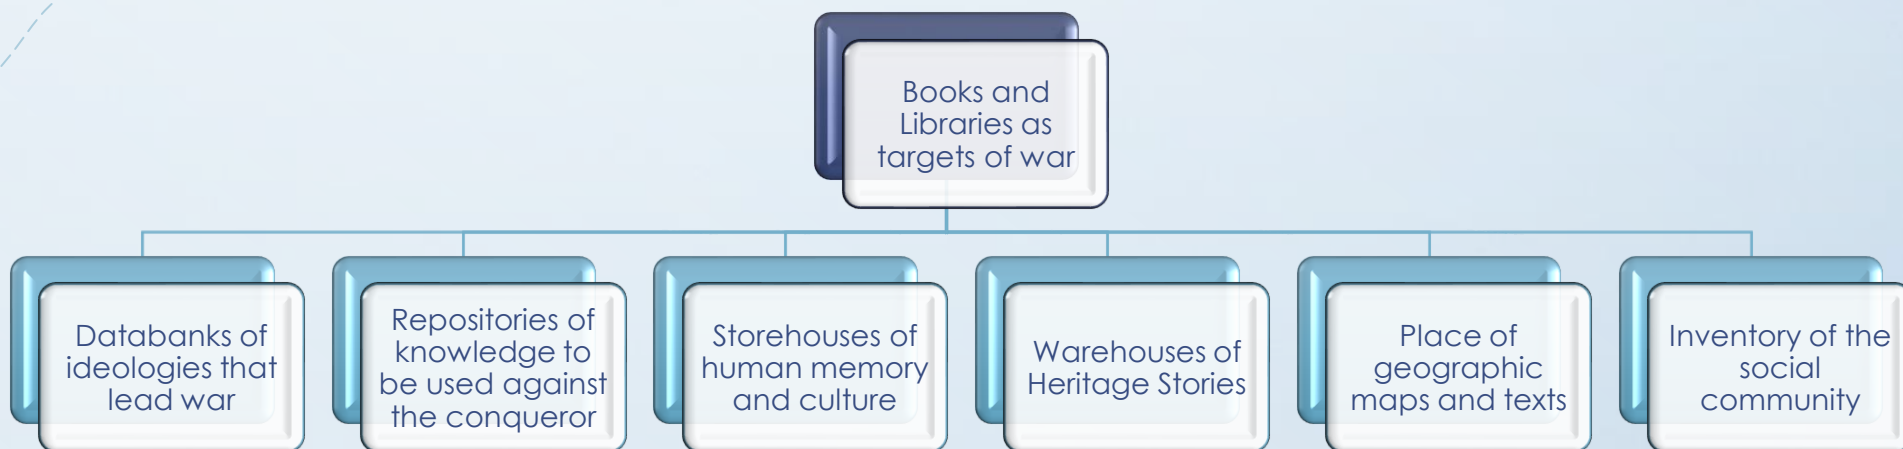 Books and
Libraries as
targets of war
Databanks of
ideologies that
lead war
Repositories of
knowledge to
be used against
the conqueror
Storehouses of
human memory
and culture
Warehouses of
Heritage Stories
Place of
geographic
maps and texts
Inventory of the
social
community